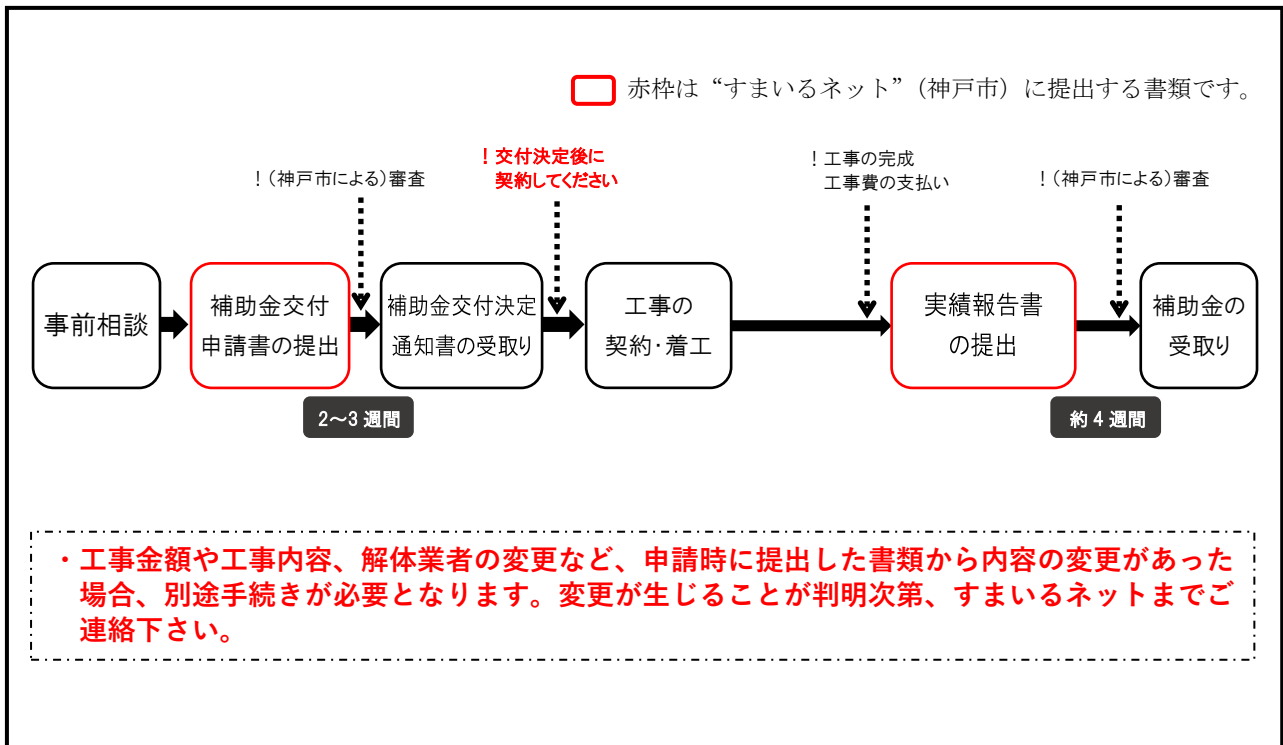 赤枠は“すまいるネット”（神戸市）に提出する書類です。
！(神戸市による)審査
！交付決定後に
契約してください
！工事の完成
工事費の支払い
！(神戸市による)審査
事前相談
補助金交付
申請書の提出
補助金交付決定
通知書の受取り
工事の
契約･着工
実績報告書
の提出
補助金の
受取り
2～3 週間
約 4 週間
・工事金額や工事内容、解体業者の変更など、申請時に提出した書類から内容の変更があった
場合、別途手続きが必要となります。変更が生じることが判明次第、すまいるネットまでご
連絡下さい。